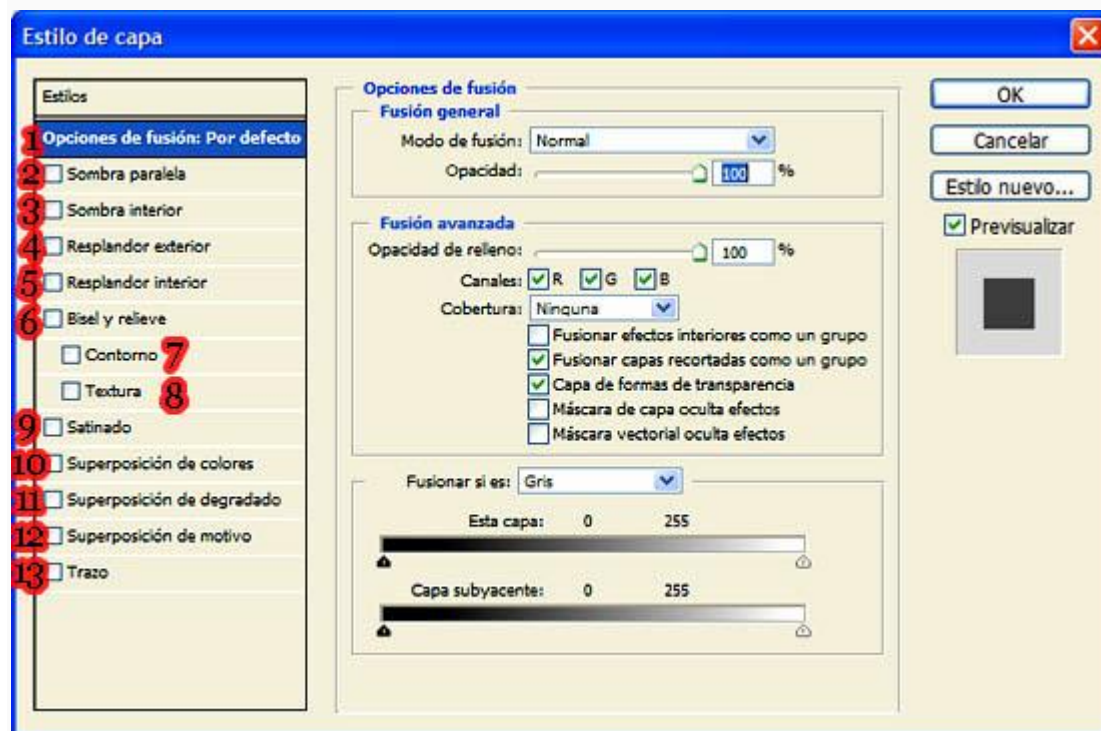 Estilo de capa
Estilos
1 Opciones de fusión: Por defecto
2 Sombra paralela
3 Sombra interior
4 Resplandor exterior
5 Resplandor interior
6 Bisel y relieve
Contorno 7
Textura 8
9 Satinado
10 Superposición de colores
11 Superposición de degradado
12 Superposición de motivo
13 Trazo
Opciones de fusión
Fusión general
Modo de fusión: Normal
Opacidad: 100 %
Fusión avanzada
Opacidad de relleno: 100 %
Canales: R G B
Cobertura: Ninguna
Fusionar efectos interiores como un grupo
Fusionar capas recortadas como un grupo
Capa de formas de transparencia
Máscara de capa oculta efectos
Máscara vectorial oculta efectos
Fusionar si es: Gris
Esta capa: 0 255
Capa subyacente: 0 255
OK
Cancelar
Estilo nuevo...
Previsualizar